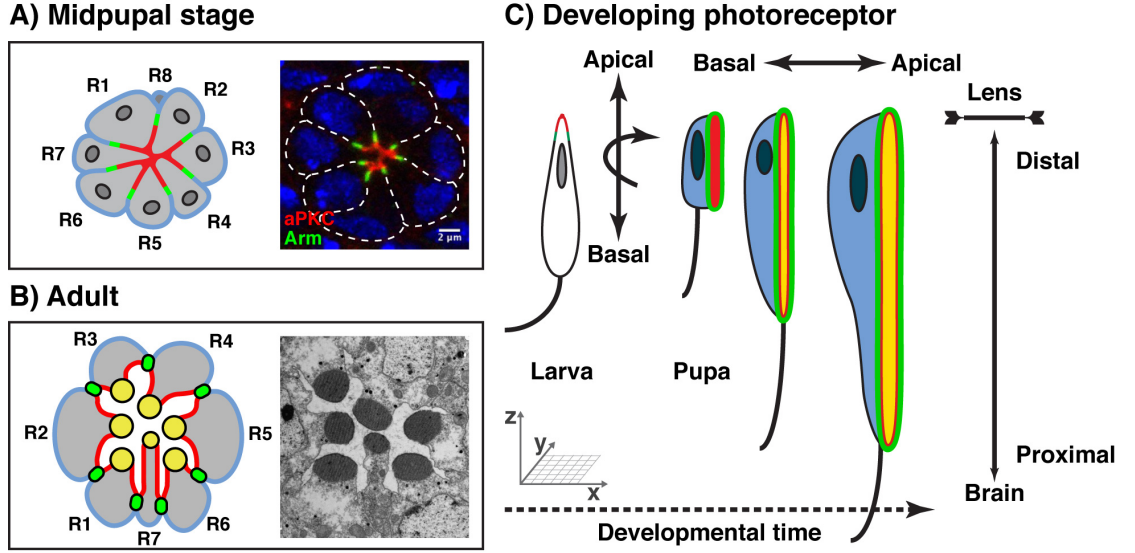 A) Midpupal stage
R8
R1
R2
R7
R3
R6
R4
R5
aPKC
Arm
2 µm
B) Adult
R3
R4
R2
R5
R1
R6
R7
C) Developing photoreceptor
Apical
Basal
Basal
Apical
Lens
Distal
Larva
Pupa
Proximal
Brain
z
y
x
Developmental time